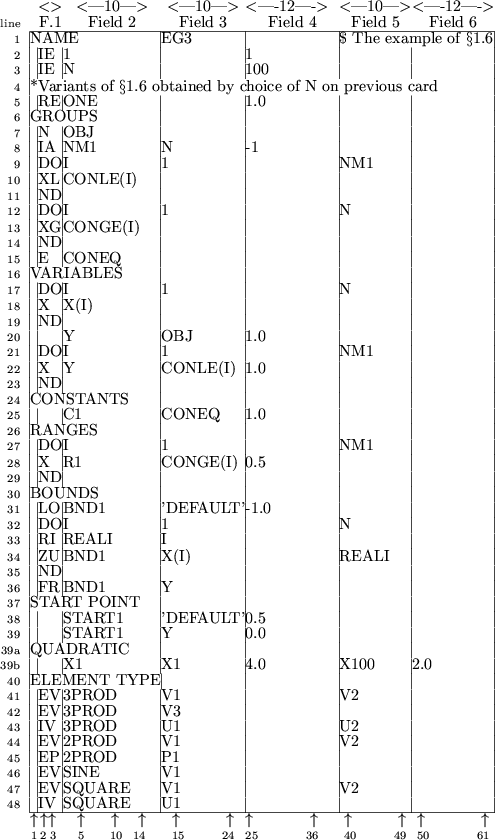 <> <—10—> <—10—> <—-12—-> <—10—> <—-12—->
line F.1 Field 2 Field 3 Field 4 Field 5 Field 6
1 NAME EG3 $ The example of §1.6
2 IE 1 1
3 IE N 100
4 *Variants of §1.6 obtained by choice of N on previous card
5 RE ONE 1.0
6 GROUPS
7 N OBJ
8 IA NM1 N -1
9 DO I 1 NM1
10 XL CONLE(I)
11 ND
12 DO I 1 N
13 XG CONGE(I)
14 ND
15 E CONEQ
16 VARIABLES
17 DO I 1 N
18 X X(I)
19 ND
20 Y OBJ 1.0
21 DO I 1 NM1
22 X Y CONLE(I) 1.0
23 ND
24 CONSTANTS
25 C1 CONEQ 1.0
26 RANGES
27 DO I 1 NM1
28 X R1 CONGE(I) 0.5
29 ND
30 BOUNDS
31 LO BND1 'DEFAULT' -1.0
32 DO I 1 N
33 RI REALI I
34 ZU BND1 X(I) REALI
35 ND
36 FR BND1 Y
37 START POINT
38 START1 'DEFAULT' 0.5
39 START1 Y 0.0
39a QUADRATIC
39b X1 X1 4.0 X100 2.0
40 ELEMENT TYPE
41 EV 3PROD V1 V2
42 EV 3PROD V3
43 IV 3PROD U1 U2
44 EV 2PROD V1 V2
45 EP 2PROD P1
46 EV SINE V1
47 EV SQUARE V1 V2
48 IV SQUARE U1
↑ ↑ ↑ ↑ ↑ ↑ ↑ ↑ ↑ ↑ ↑ ↑ ↑ ↑
1 2 3 5 10 14 15 24 25 36 40 49 50 61